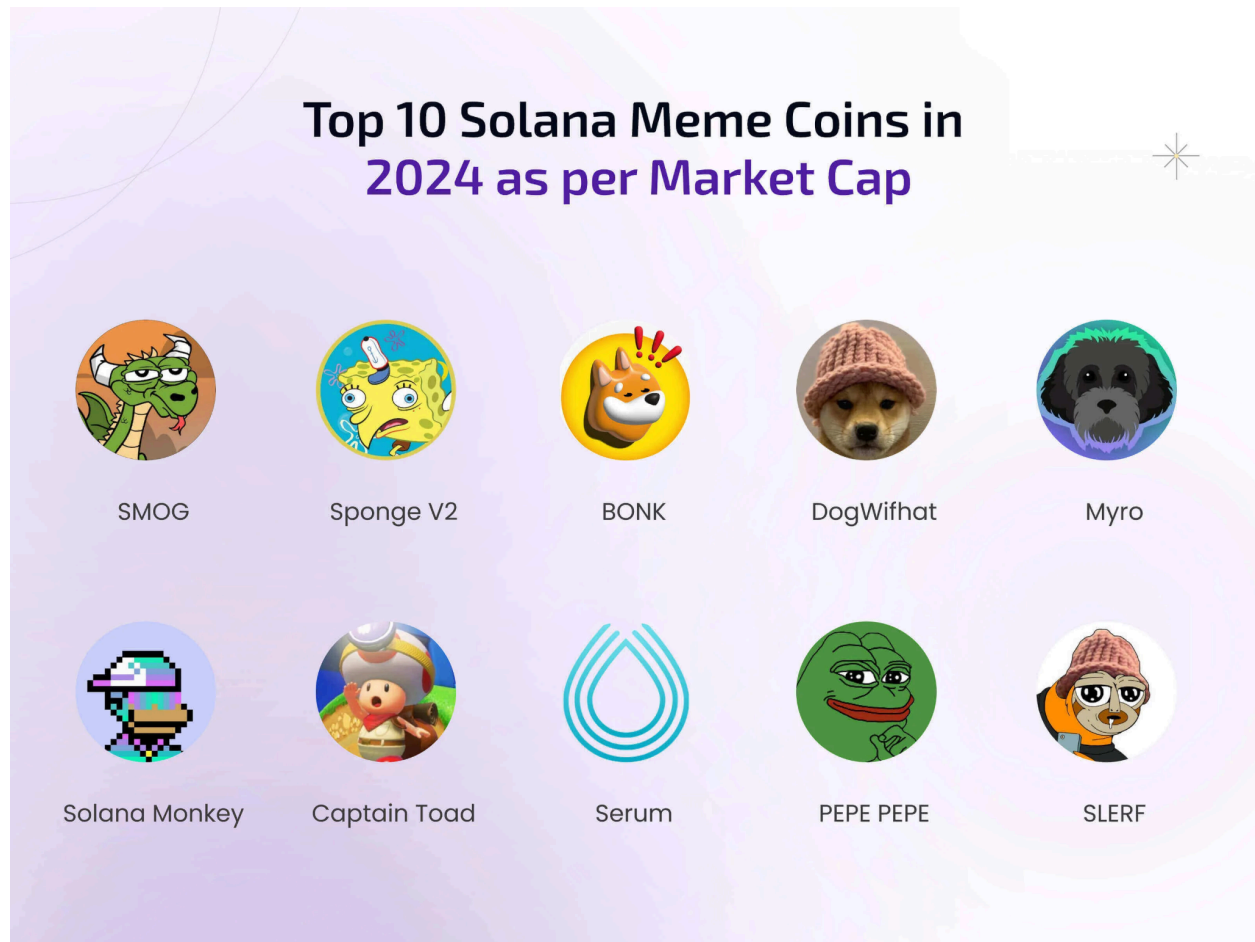 Top 10 Solana Meme Coins in
2024 as per Market Cap
SMOG
Sponge V2
BONK
DogWifhat
Myro
Solana Monkey
Captain Toad
Serum
PEPE PEPE
SLERF